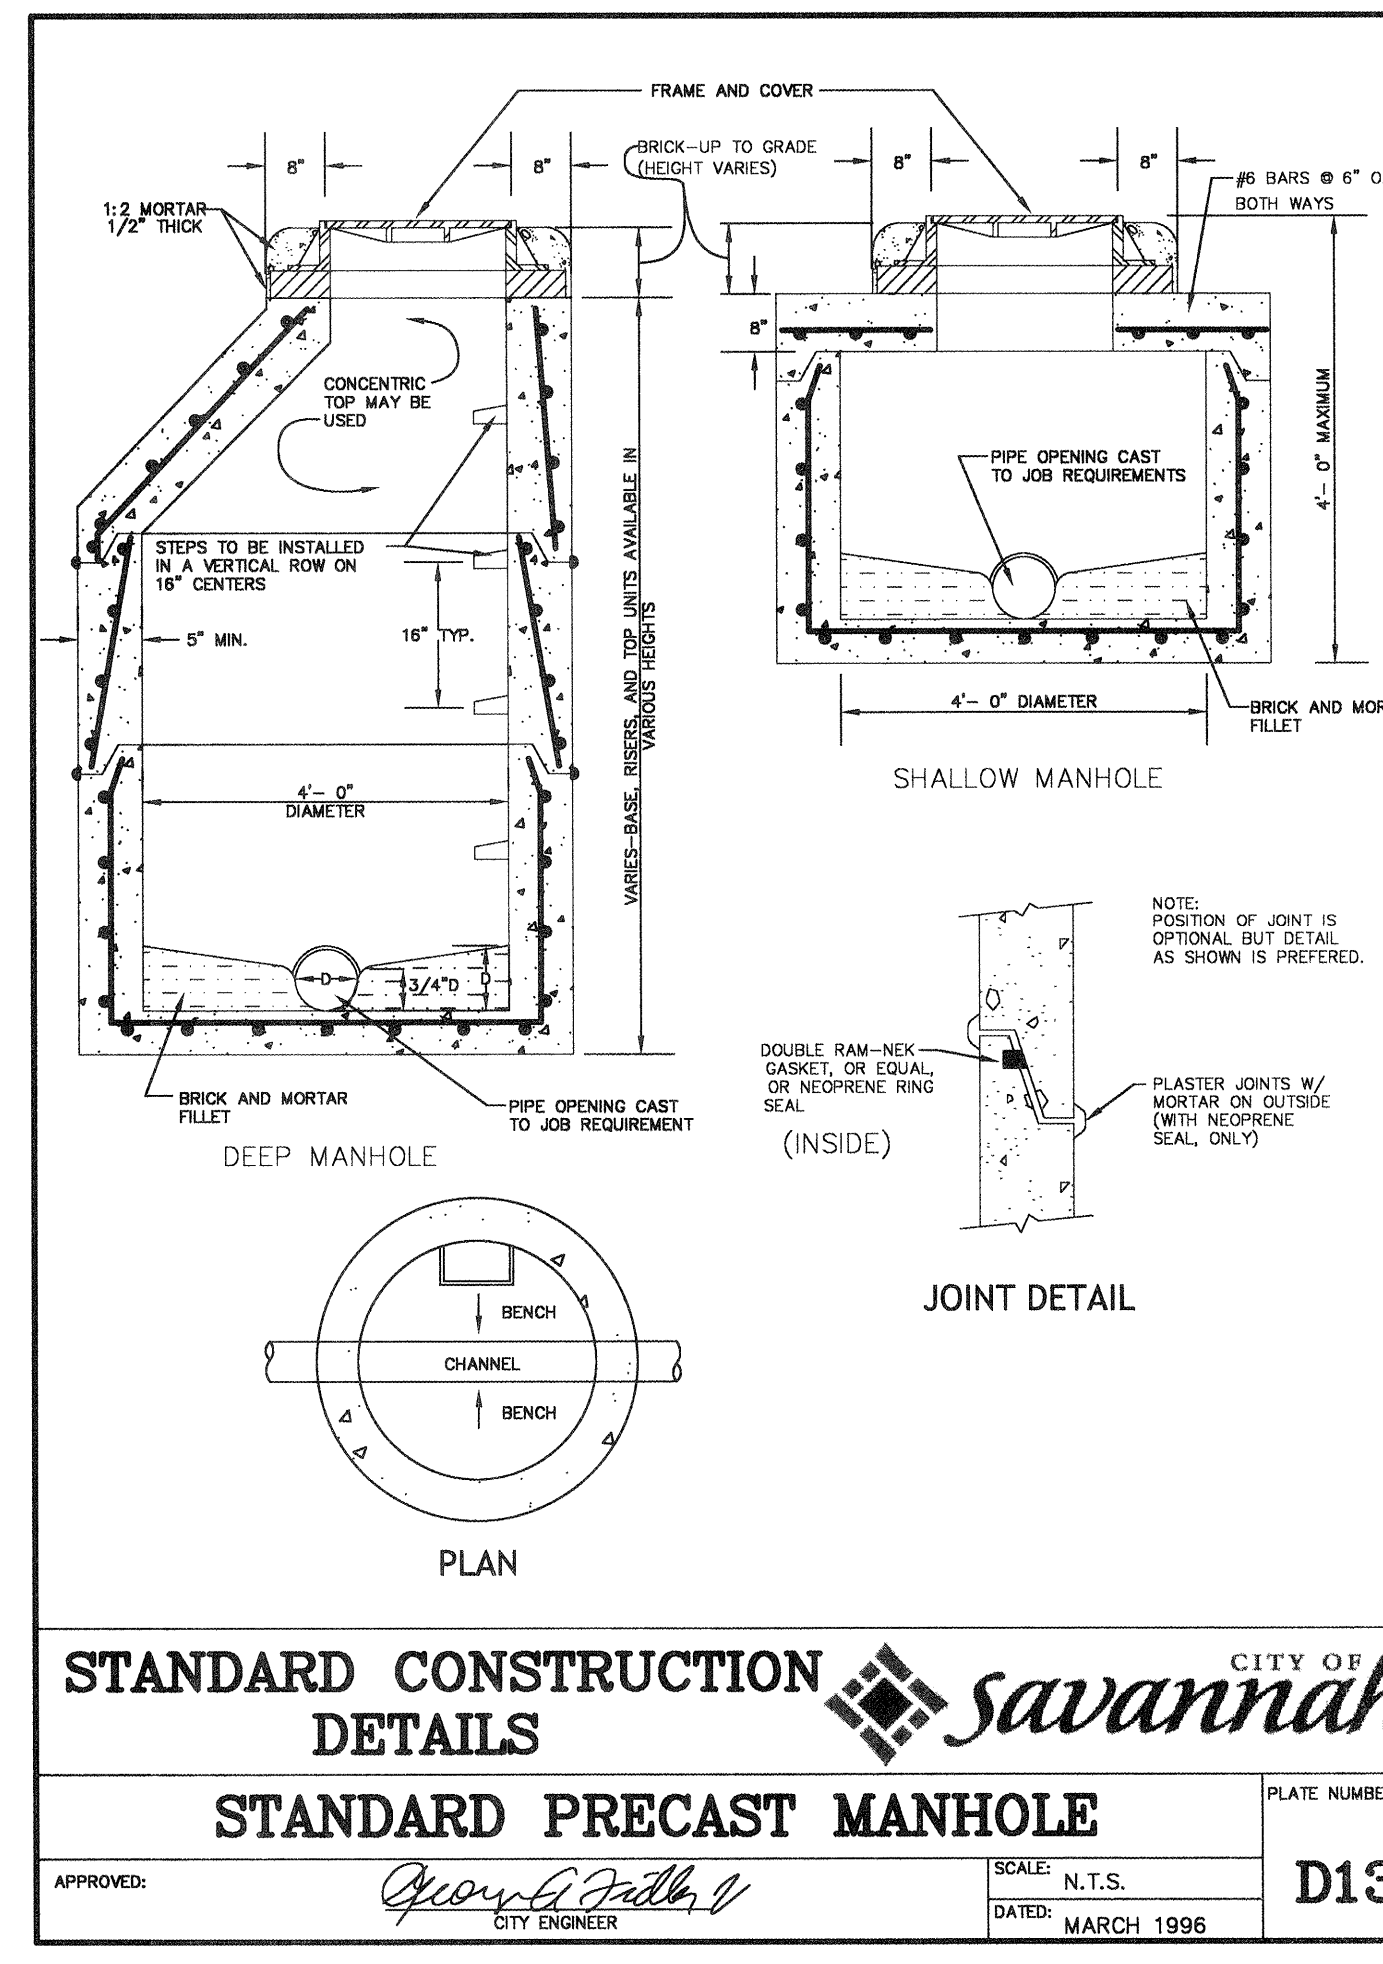 FRAME AND COVER
8"
8"
BRICK-UP TO GRADE
(HEIGHT VARIES)
8"
8"
#6 BARS @ 6" O
BOTH WAYS
1:2 MORTAR
1/2" THICK
8"
CONCENTRIC
TOP MAY BE
USED
4'- 0" MAXIMUM
PIPE OPENING CAST
TO JOB REQUIREMENTS
STEPS TO BE INSTALLED
IN A VERTICAL ROW ON
16" CENTERS
5" MIN.
16" TYP.
VARIES-BASE, RISERS, AND TOP UNITS AVAILABLE IN
VARIOUS HEIGHTS
4'- 0" DIAMETER
BRICK AND MOR
FILLET
SHALLOW MANHOLE
4'- 0"
DIAMETER
D
3/4"D
D
BRICK AND MORTAR
FILLET
PIPE OPENING CAST
TO JOB REQUIREMENT
DEEP MANHOLE
NOTE:
POSITION OF JOINT IS
OPTIONAL BUT DETAIL
AS SHOWN IS PREFERED.
DOUBLE RAM-NEK
GASKET, OR EQUAL,
OR NEOPRENE RING
SEAL
(INSIDE)
PLASTER JOINTS W/
MORTAR ON OUTSIDE
(WITH NEOPRENE
SEAL, ONLY)
JOINT DETAIL
BENCH
CHANNEL
BENCH
PLAN
STANDARD CONSTRUCTION
DETAILS
CITY OF
Savannah
STANDARD PRECAST MANHOLE
PLATE NUMBE
D13
APPROVED:
CITY ENGINEER
SCALE:
N.T.S.
DATED:
MARCH 1996